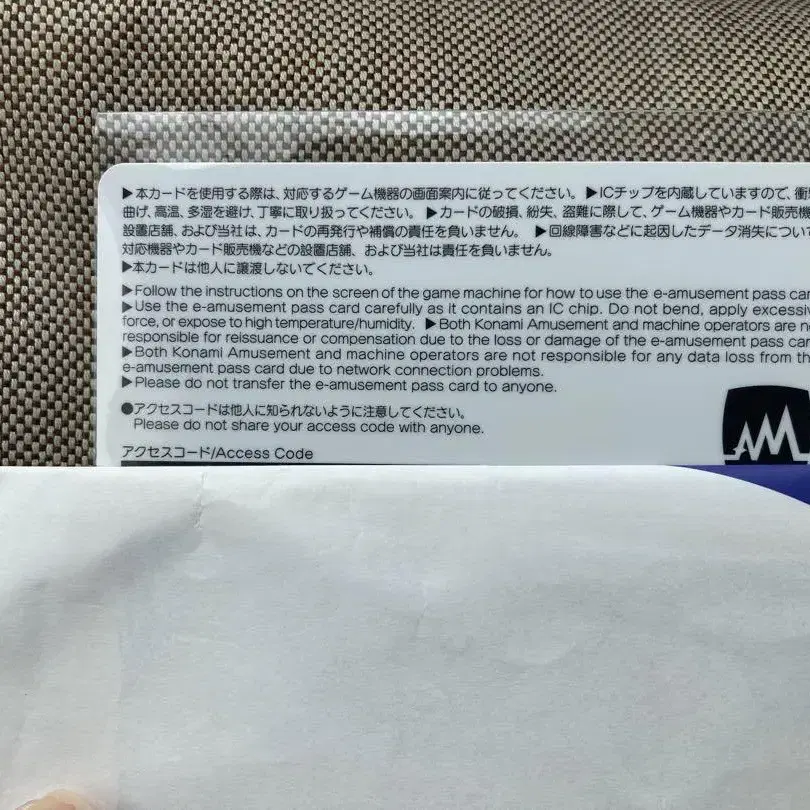 ▶本カードを使用する際は、対応するゲーム機器の画面案内に従ってください。 ▶ICチップを内蔵していますので、衝
曲げ、高温、多湿を避け、丁寧に取り扱ってください。 ▶カードの破損、紛失、盗難に際して、ゲーム機器やカード販売機
設置店舗、および当社は、カードの再発行や補償の責任を負いません。 ▶回線障害などに起因したデータ消失につい
対応機器やカード販売機などの設置店舗、および当社は責任を負いません。
▶本カードは他人に譲渡しないでください。
▶Follow the instructions on the screen of the game machine for how to use the e-amusement pass car
▶Use the e-amusement pass card carefully as it contains an IC chip. Do not bend, apply excessiv
force, or expose to high temperature/humidity. ▶Both Konami Amusement and machine operators are no
responsible for reissuance or compensation due to the loss or damage of the e-amusement pass car
▶Both Konami Amusement and machine operators are not responsible for any data loss from th
e-amusement pass card due to network connection problems.
▶Please do not transfer the e-amusement pass card to anyone.
●アクセスコードは他人に知られないように注意してください。
Please do not share your access code with anyone.
アクセスコード/Access Code